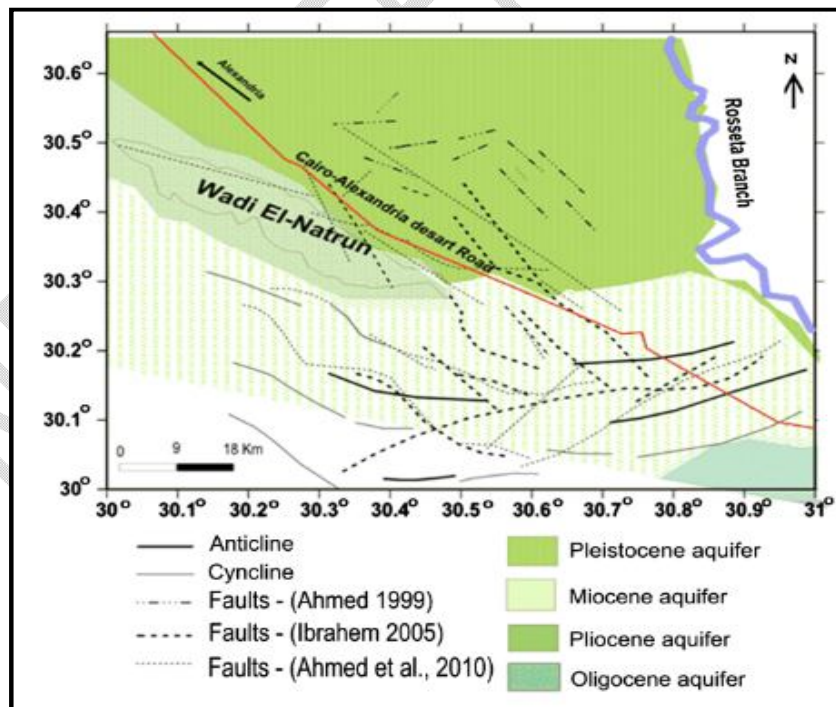 30.6°
30.5°
30.4°
30.3°
30.2°
30.1°
30°
Alexandria
Cairo-Alexandria desart Road
Wadi El-Natrun
Rosseta Branch
N
0 9 18 Km
30° 30.1° 30.2° 30.3° 30.4° 30.5° 30.6° 30.7° 30.8° 30.9° 31°
Anticline
Cyncline
Faults - (Ahmed 1999)
Faults - (Ibrahem 2005)
Faults - (Ahmed et al., 2010)
Pleistocene aquifer
Miocene aquifer
Pliocene aquifer
Oligocene aquifer